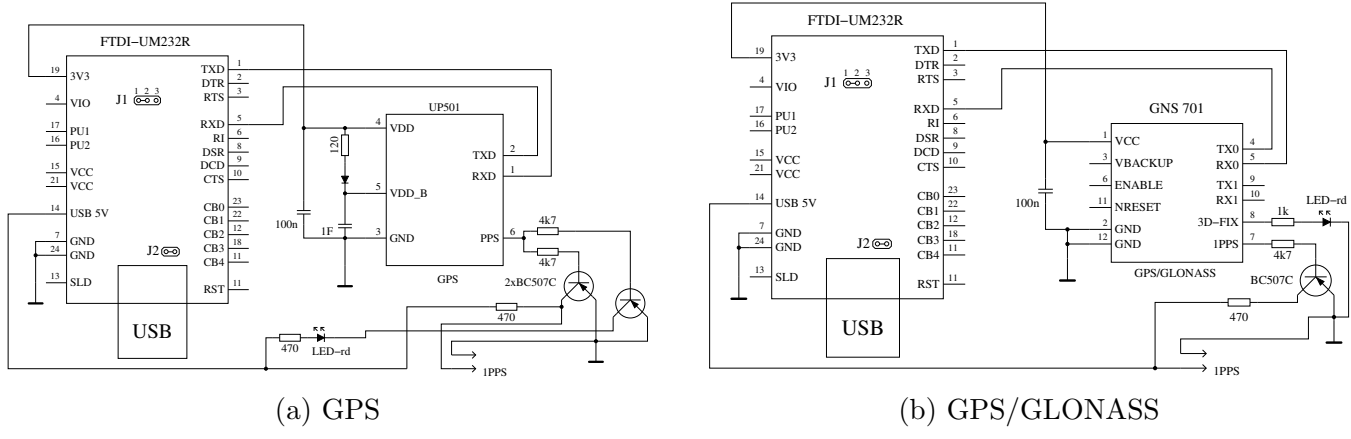 FTDI-UM232R
19 3V3
4 VIO
17 PU1
16 PU2
15 VCC
21 VCC
14 USB 5V
7 GND
24 GND
13 SLD
J1 1 2 3
J2
TXD 1
DTR 2
RTS 3
RXD 5
RI 6
DSR 8
DCD 9
CTS 10
CB0 23
CB1 22
CB2 12
CB3 18
CB4 11
RST 11
USB
120
100n
1F
UP501
4 VDD
5 VDD_B
3 GND
TXD 2
RXD 1
PPS 6
GPS
4k7
4k7
2xBC507C
470
470
LED-rd
1PPS
(a) GPS
FTDI-UM232R
19 3V3
4 VIO
17 PU1
16 PU2
15 VCC
21 VCC
14 USB 5V
7 GND
24 GND
13 SLD
J1 1 2 3
J2
TXD 1
DTR 2
RTS 3
RXD 5
RI 6
DSR 8
DCD 9
CTS 10
CB0 23
CB1 22
CB2 12
CB3 18
CB4 11
RST 11
USB
100n
GNS 701
1 VCC
3 VBACKUP
6 ENABLE
11 NRESET
2 GND
12 GND
TX0 4
RX0 5
TX1 9
RX1 10
3D-FIX 8
1PPS 7
GPS/GLONASS
1k
LED-rd
4k7
BC507C
470
1PPS
(b) GPS/GLONASS